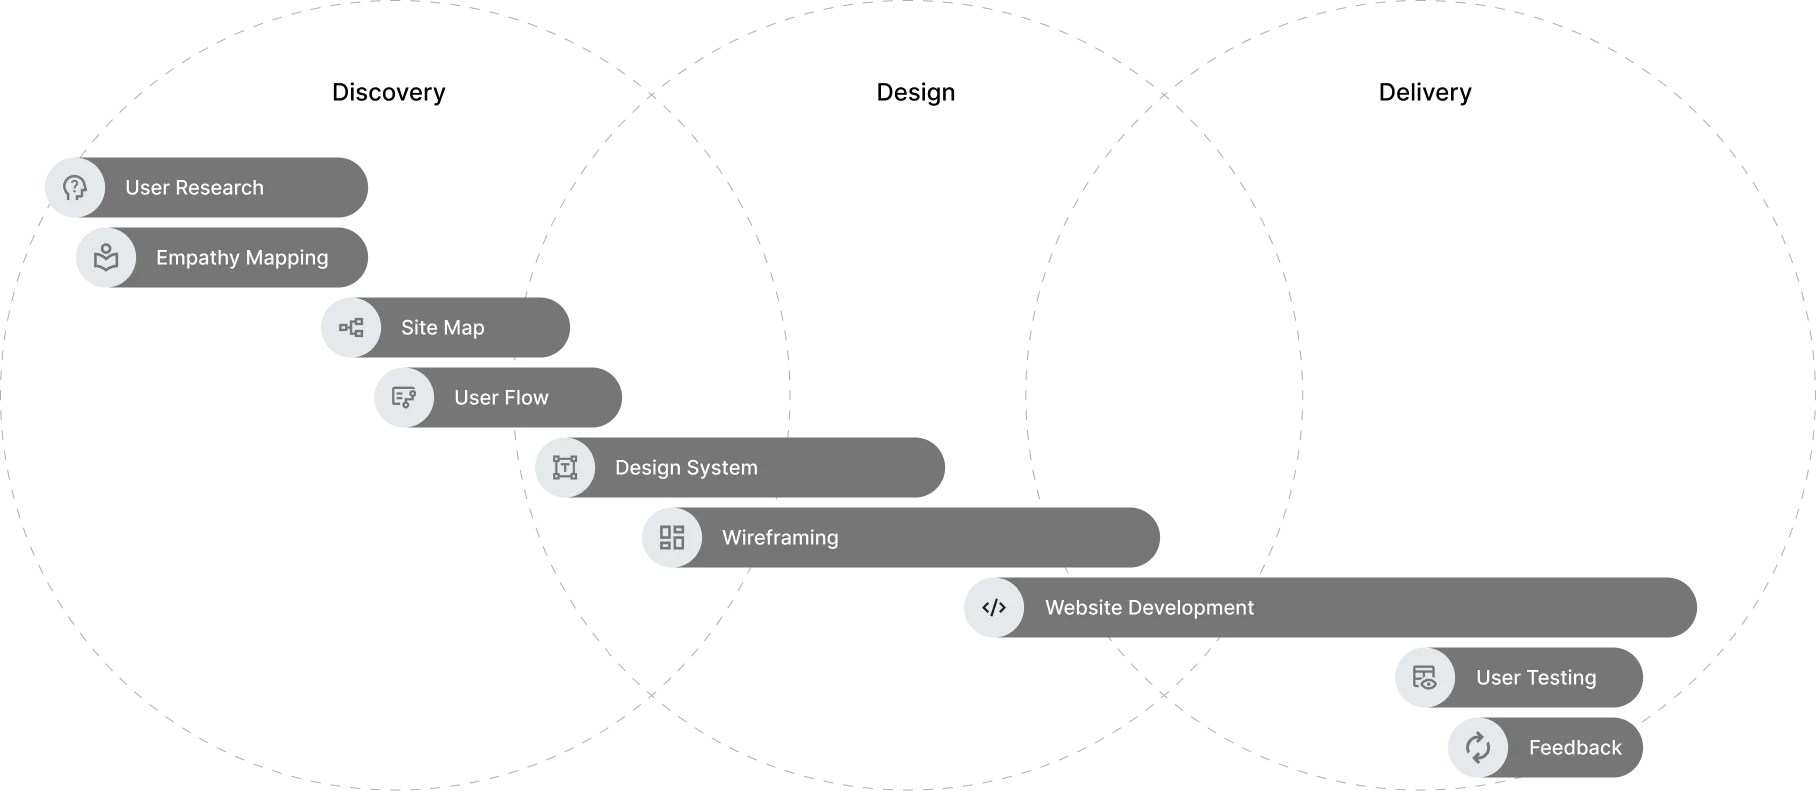 Discovery
Design
Delivery
User Research
Empathy Mapping
Site Map
User Flow
Design System
Wireframing
Website Development
User Testing
Feedback